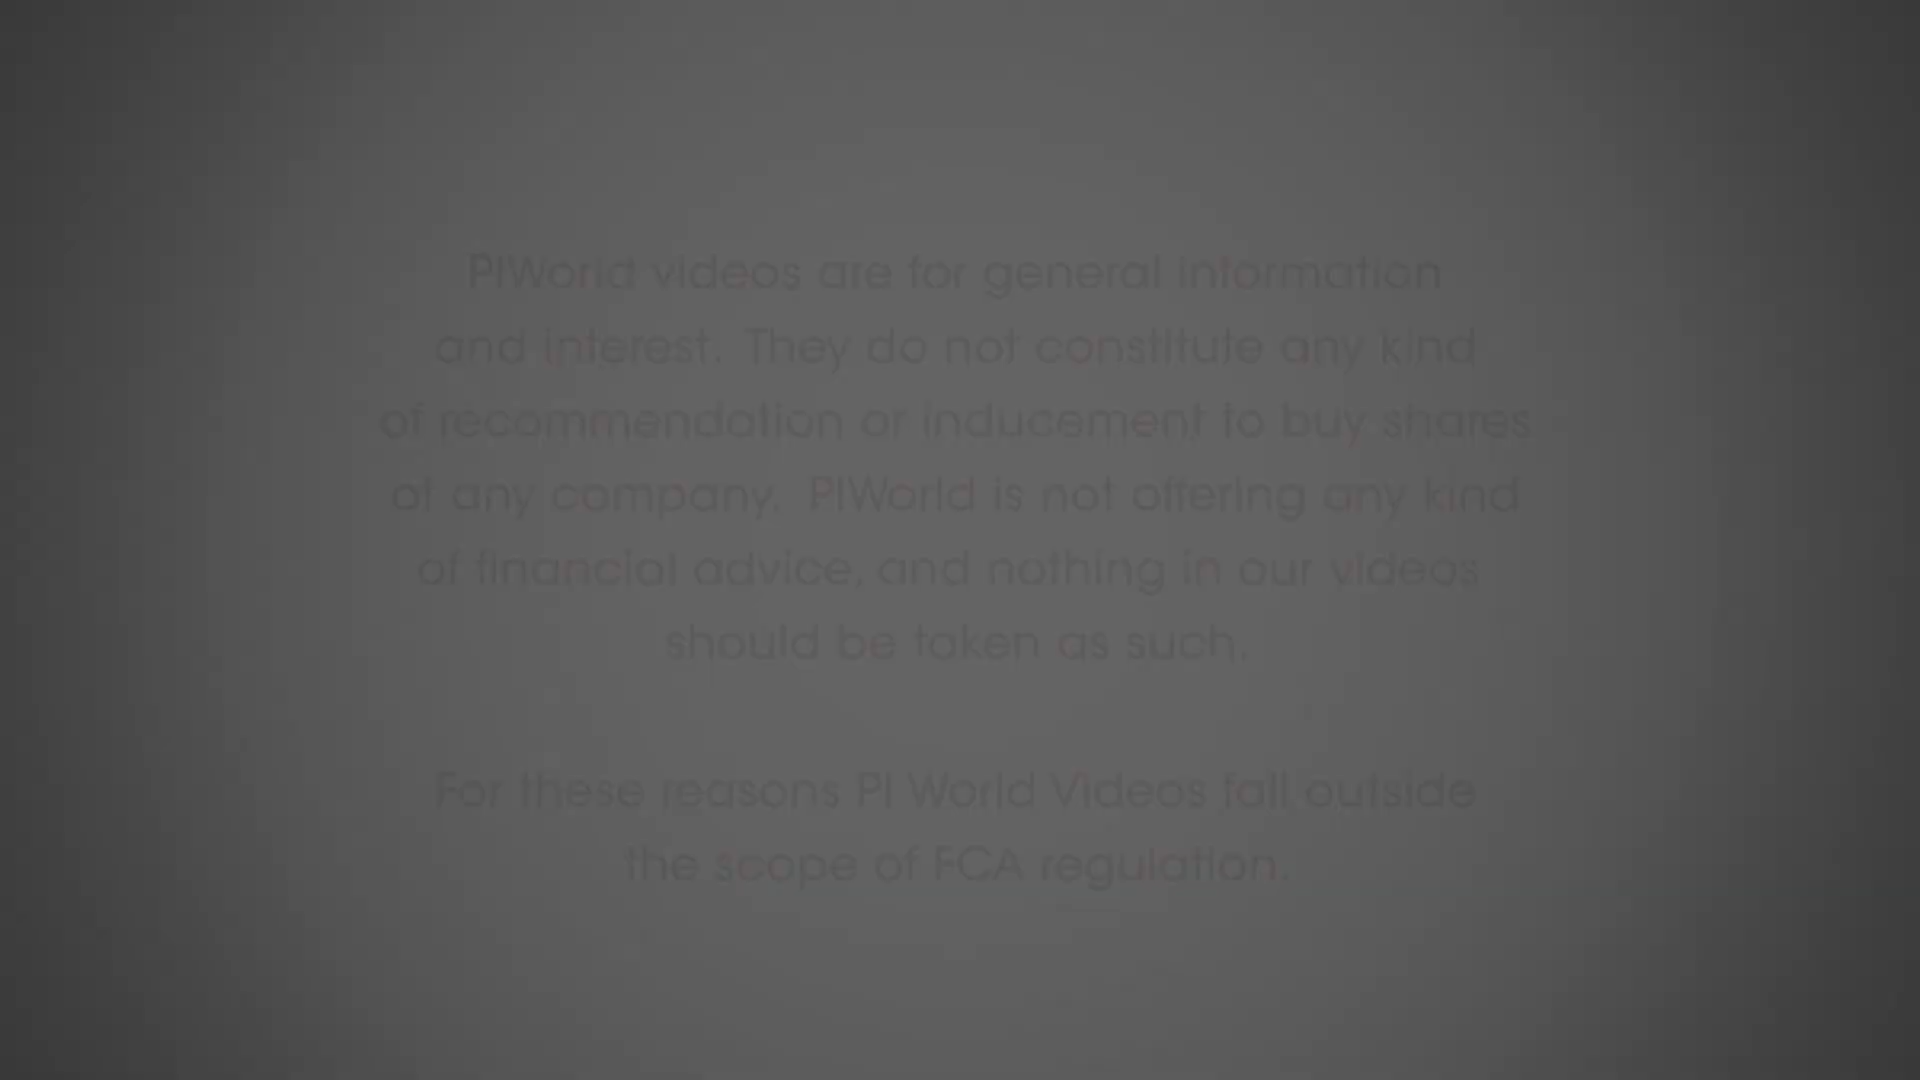 PIWorld videos are for general information
and interest. They do not constitute any kind
of recommendation or inducement to buy shares
of any company. PIWorld is not offering any kind
of financial advice, and nothing in our videos
should be taken as such.
For these reasons PI World Videos fall outside
the scope of FCA regulation.